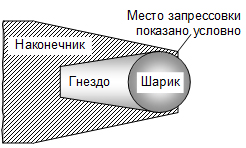 Место запрессовки
показано условно
Наконечник
Гнездо
Шарик